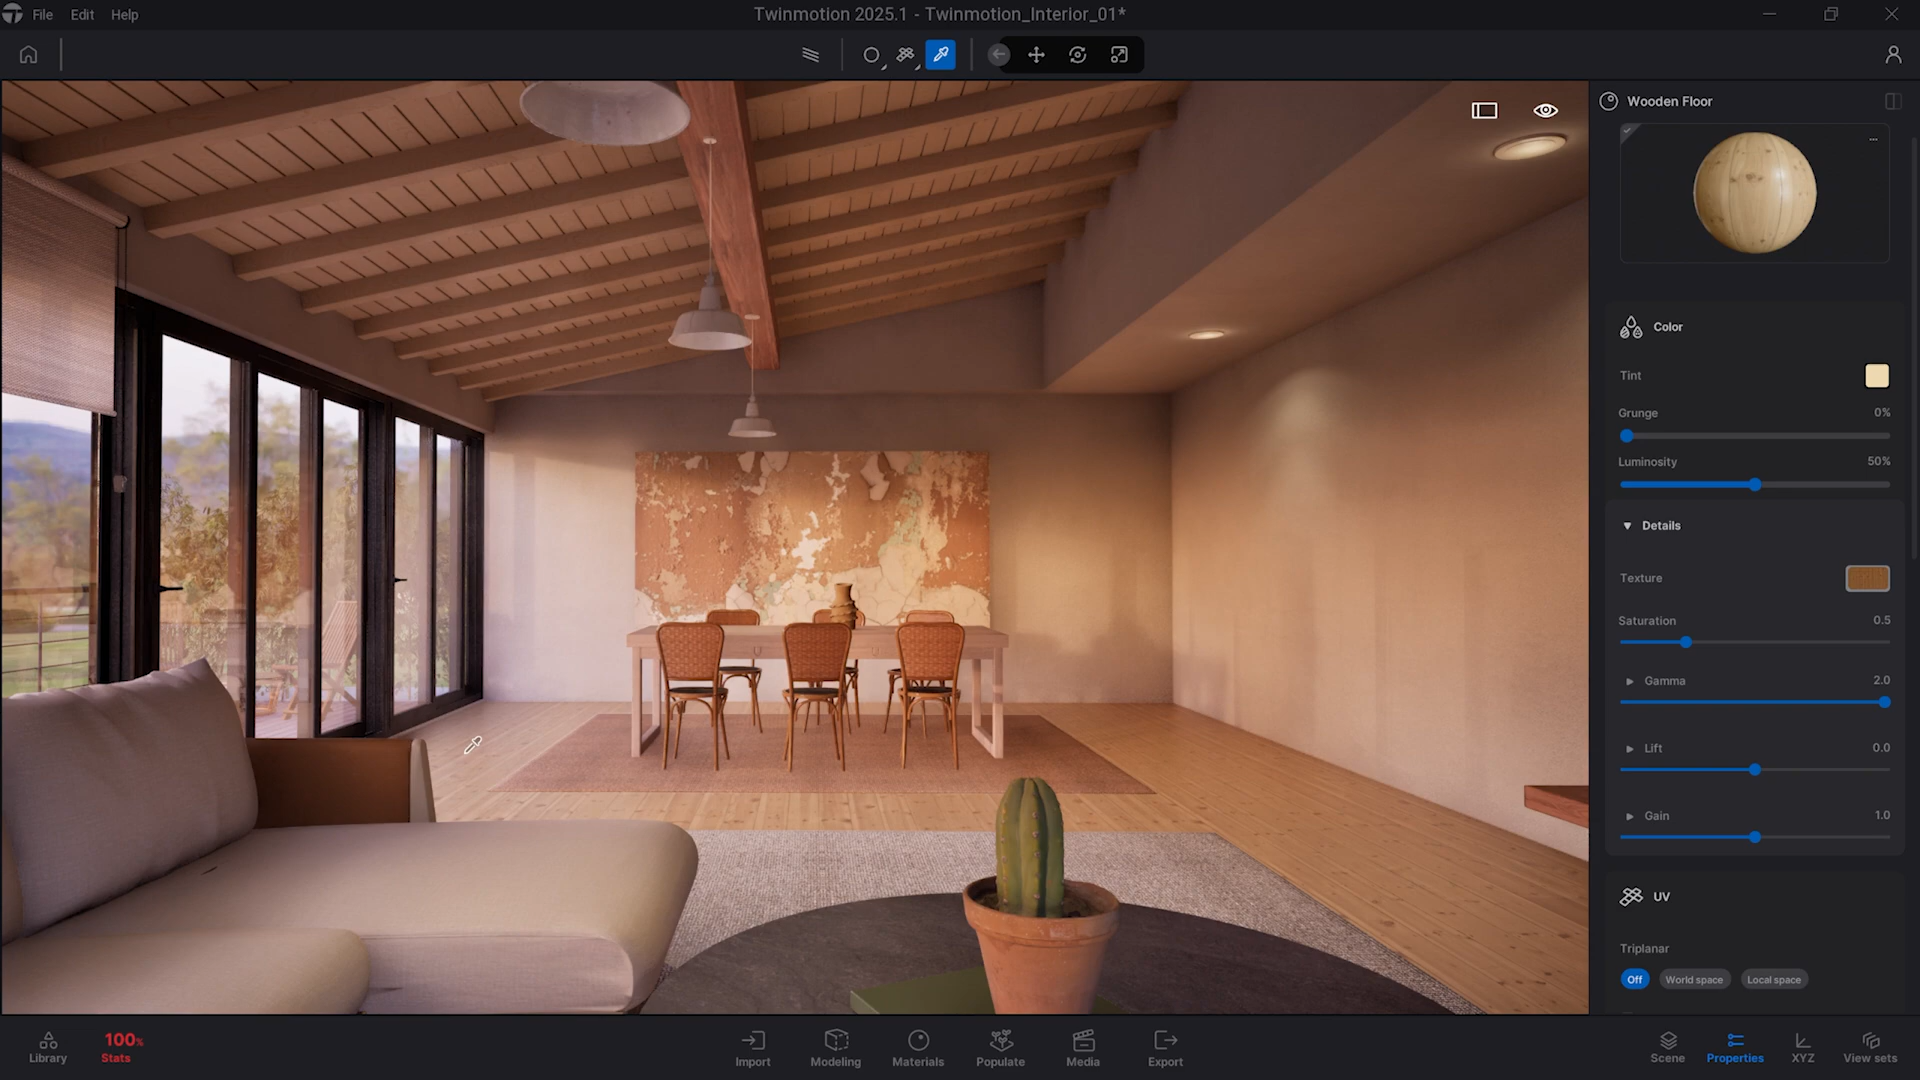 File Edit Help
Twinmotion 2025.1 - Twinmotion_Interior_01*
Wooden Floor
Color
Tint
Grunge 0%
Luminosity 50%
Details
Texture
Saturation 0.5
Gamma 2.0
Lift 0.0
Gain 1.0
UV
Triplanar
Off World space Local space
100%
Library Stats Import Modeling Materials Populate Media Export Scene Properties XYZ View sets